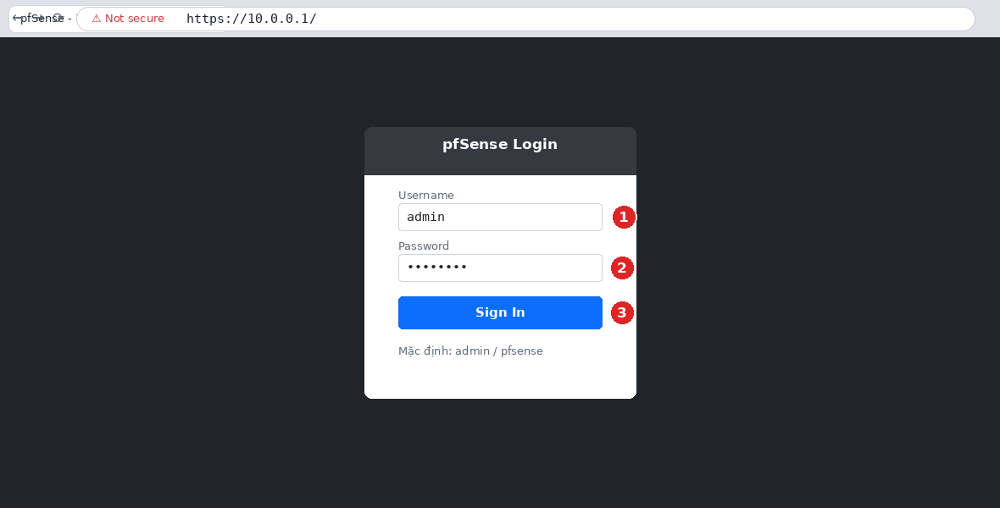 pfSense -
⚠ Not secure https://10.0.0.1/
pfSense Login
Username
admin 1
Password
•••••••• 2
Sign In 3
Mặc định: admin / pfsense